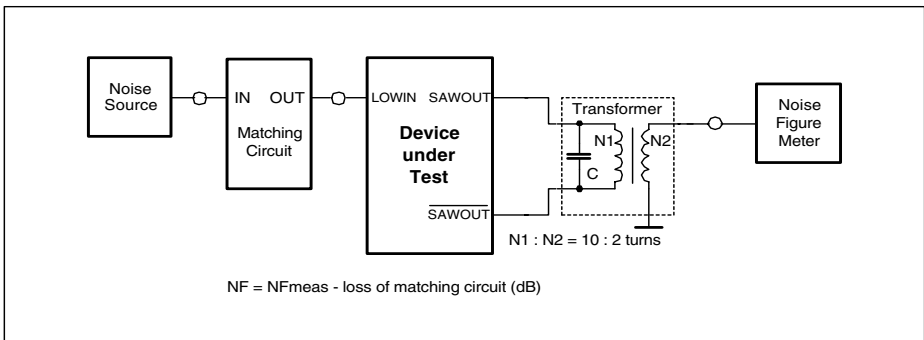 Noise
Source
IN OUT
Matching
Circuit
LOWIN SAWOUT
Device
under
Test
SAWOUT
Transformer
N1 N2
C
N1 : N2 = 10 : 2 turns
Noise
Figure
Meter
NF = NFmeas - loss of matching circuit (dB)